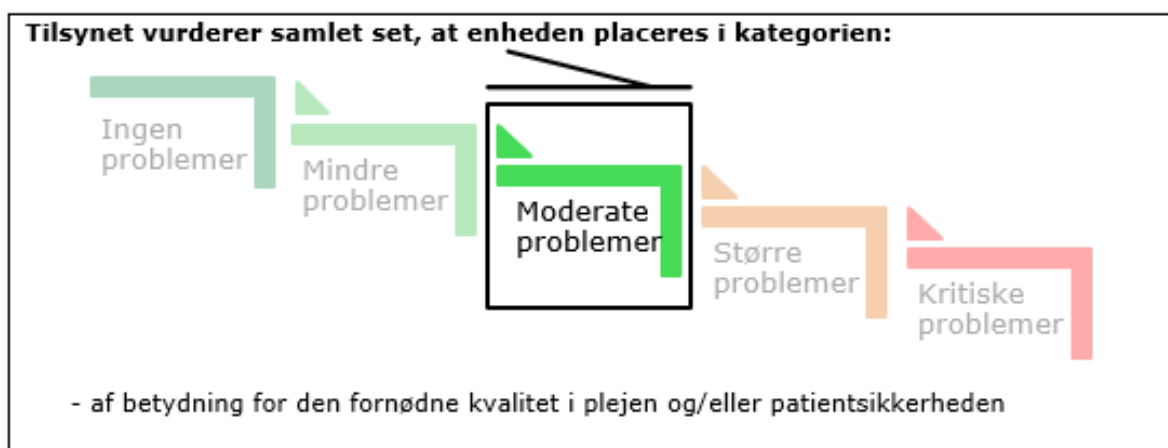 Tilsynet vurderer samlet set, at enheden placeres i kategorien:
Ingen
problemer
Mindre
problemer
Moderate
problemer
Større
problemer
Kritiske
problemer
- af betydning for den fornødne kvalitet i plejen og/eller patientsikkerheden